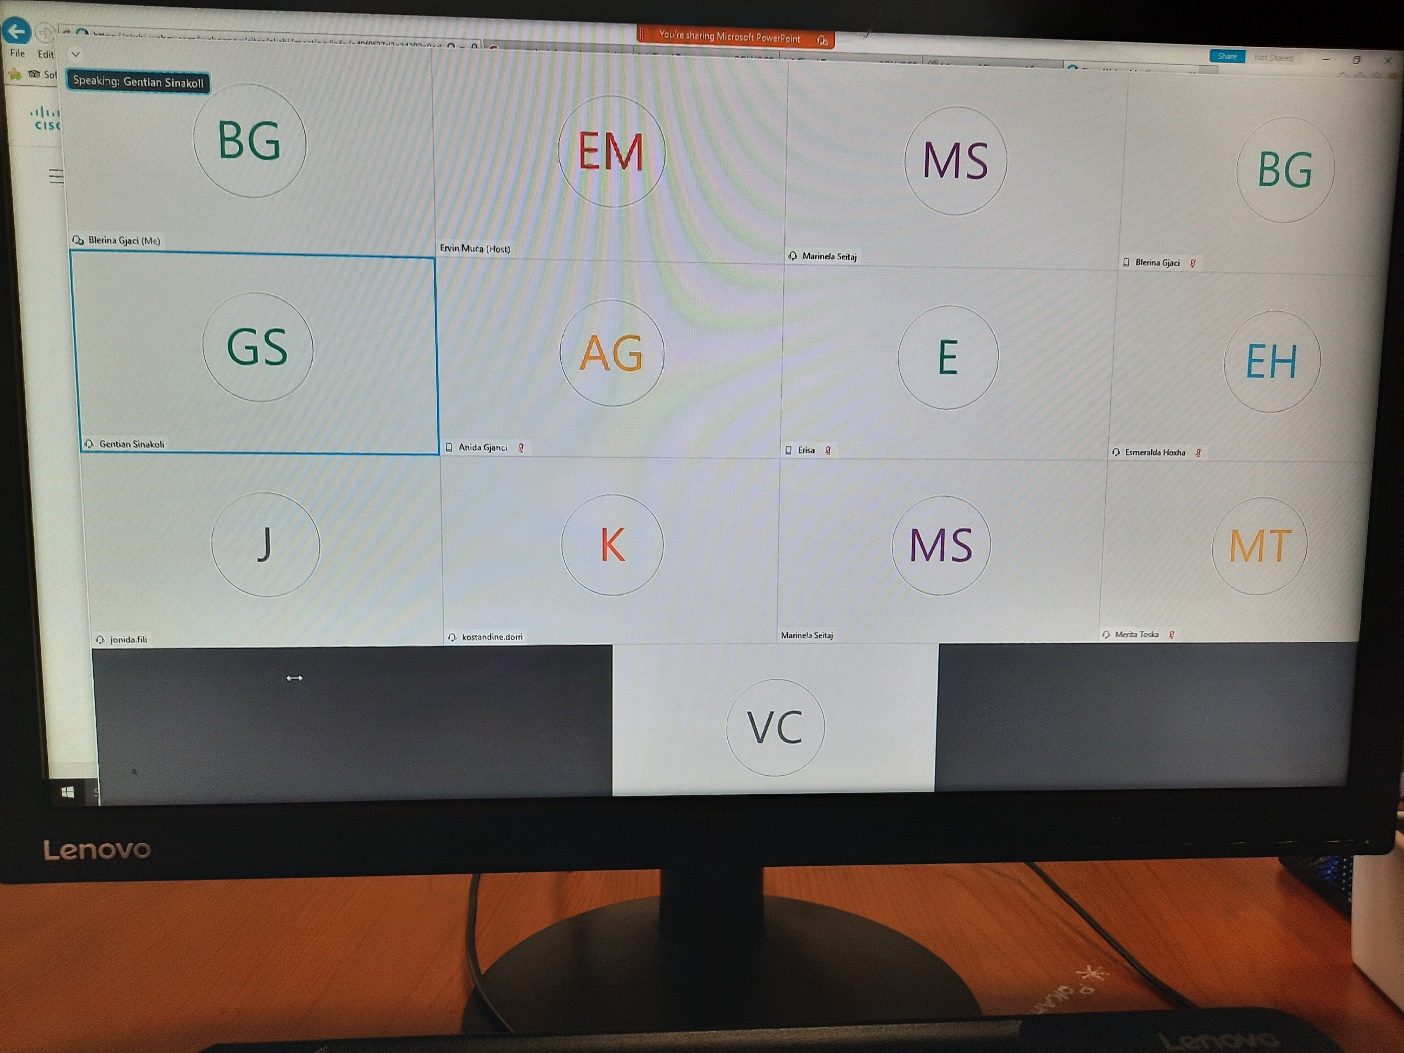 You're sharing Microsoft PowerPoint
File Edit
Share Not Shared
Speaking: Gentian Sinakoli
BG
EM
MS
BG
Blerina Gjaci (Me)
Ervin Muca (Host)
Marinela Seitaj
Blerina Gjaci
GS
AG
E
EH
Gentian Sinakoli
Anida Gjanci
Erisa
Esmeralda Hoxha
J
K
MS
MT
jonida.fili
kostandine.dorri
Marinela Seitaj
Merita Toska
VC
Lenovo
Lenovo